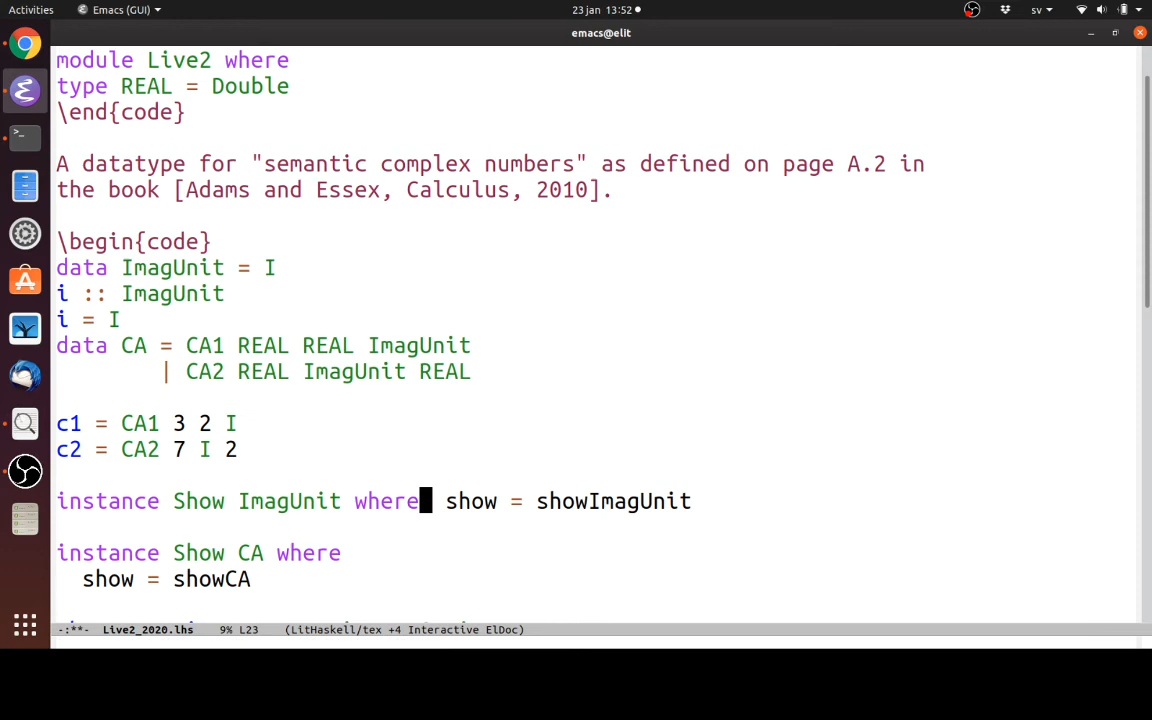 Activities Emacs (GUI) 23 jan 13:52 sv
emacs@elit
module Live2 where
type REAL = Double
\end{code}
A datatype for "semantic complex numbers" as defined on page A.2 in
the book [Adams and Essex, Calculus, 2010].
\begin{code}
data ImagUnit = I
i :: ImagUnit
i = I
data CA = CA1 REAL REAL ImagUnit
| CA2 REAL ImagUnit REAL
c1 = CA1 3 2 I
c2 = CA2 7 I 2
instance Show ImagUnit where show = showImagUnit
instance Show CA where
show = showCA
-:**- Live2_2020.lhs 9% L23 (LitHaskell/tex +4 Interactive ElDoc)